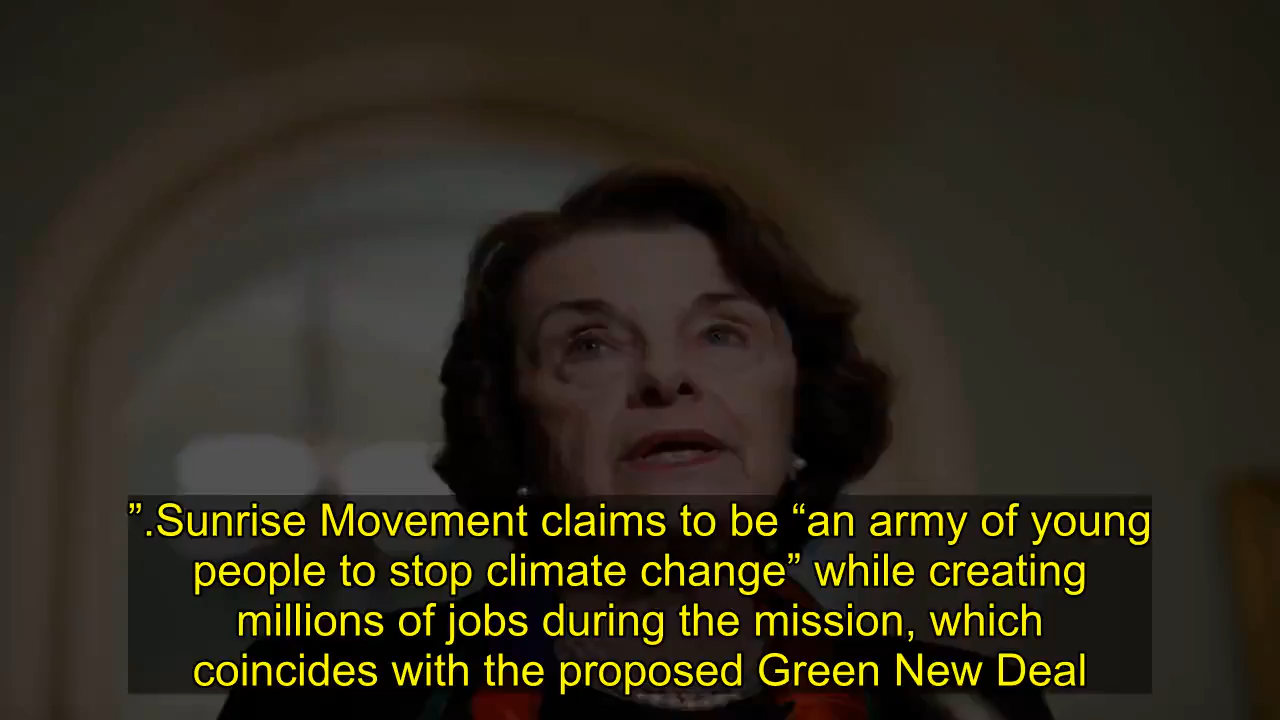 ”.Sunrise Movement claims to be “an army of young
people to stop climate change” while creating
millions of jobs during the mission, which
coincides with the proposed Green New Deal